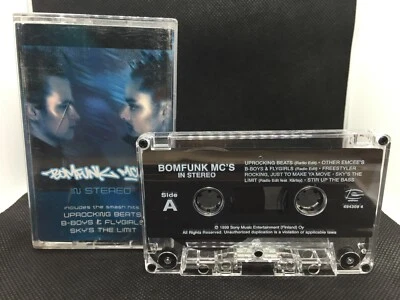 BOMFUNK MC'S
IN STEREO
includes the smash hits
UPROCKING BEATS
B-BOYS & FLYGIRLS
SKY'S THE LIMIT
BOMFUNK MC'S
IN STEREO
Side
A
UPROCKING BEATS (Radio Edit) • OTHER EMCEE'S
B-BOYS & FLYGIRLS (Radio Edit) • FREESTYLER
ROCKING, JUST TO MAKE YA MOVE • SKY'S THE
LIMIT (Radio Edit feat. • STIR UP THE BASS
℗ 1999 Sony Music Entertainment (Finland) Oy
All Rights Reserved. Unauthorized duplication is a violation of applicable laws.